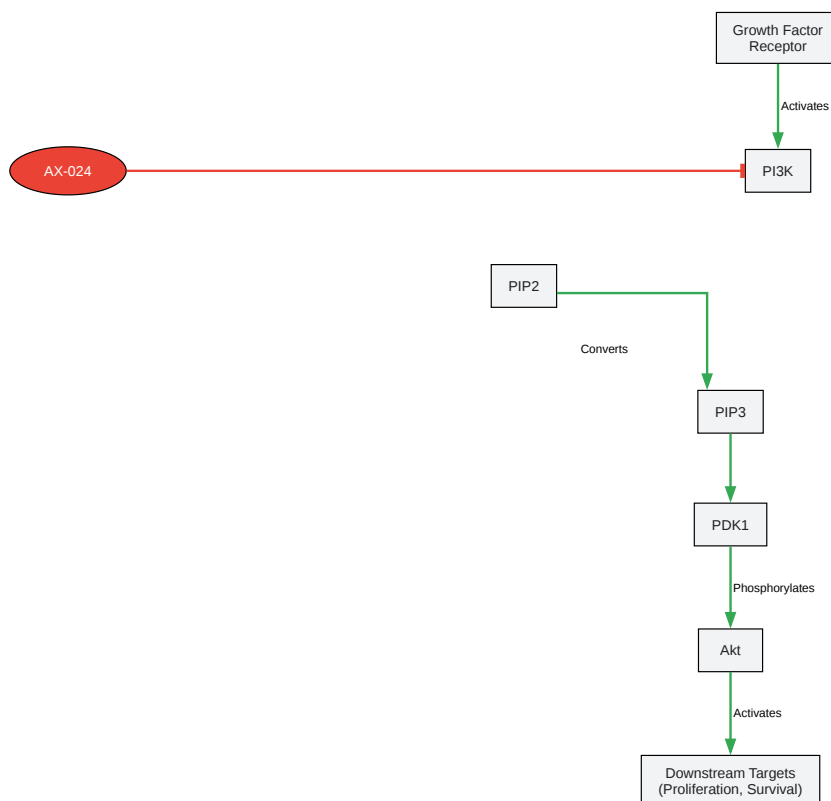 Growth Factor
Receptor
Activates
AX-024
PI3K
PIP2
Converts
PIP3
PDK1
Phosphorylates
Akt
Activates
Downstream Targets
(Proliferation, Survival)